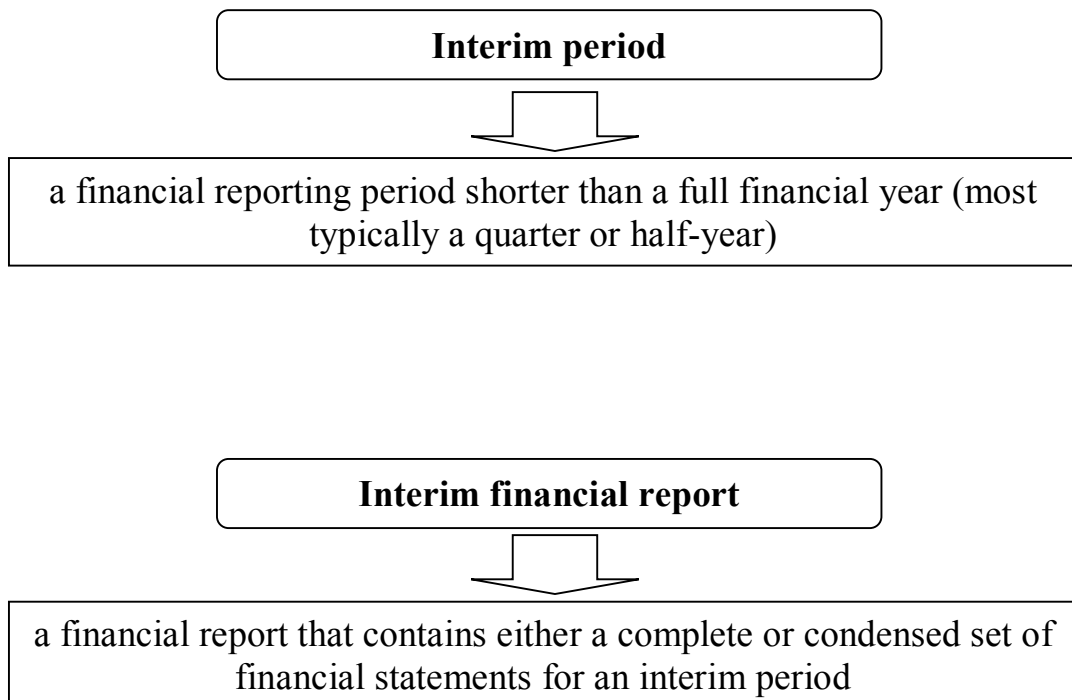 Interim period
a financial reporting period shorter than a full financial year (most
typically a quarter or half-year)
Interim financial report
a financial report that contains either a complete or condensed set of
financial statements for an interim period